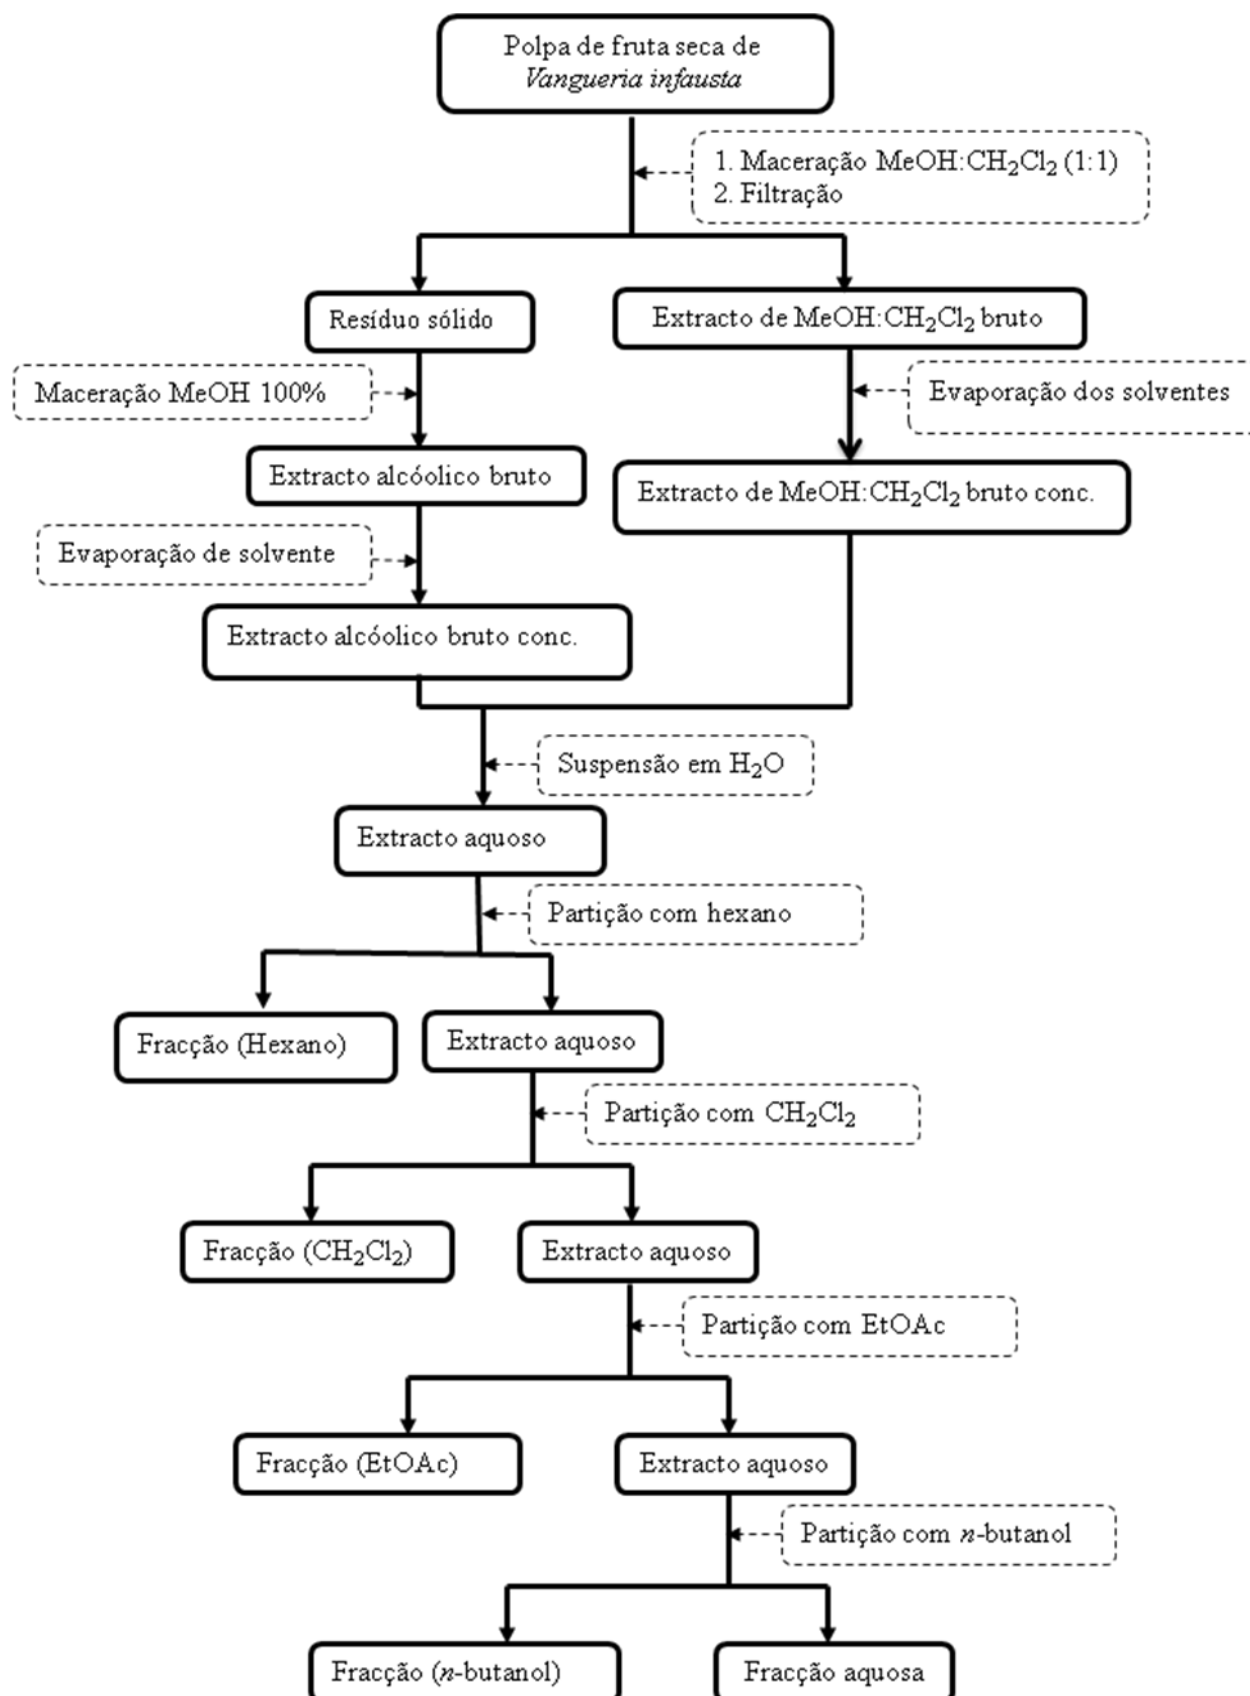 Polpa de fruta seca de
Vangueria infausta
1. Maceração MeOH:CH₂Cl₂ (1:1)
2. Filtração
Resíduo sólido
Extracto de MeOH:CH₂Cl₂ bruto
Maceração MeOH 100%
Evaporação dos solventes
Extracto alcóolico bruto
Extracto de MeOH:CH₂Cl₂ bruto conc.
Evaporação de solvente
Extracto alcóolico bruto conc.
Suspensão em H₂O
Extracto aquoso
Partição com hexano
Fracção (Hexano)
Extracto aquoso
Partição com CH₂Cl₂
Fracção (CH₂Cl₂)
Extracto aquoso
Partição com EtOAc
Fracção (EtOAc)
Extracto aquoso
Partição com n-butanol
Fracção (n-butanol)
Fracção aquosa